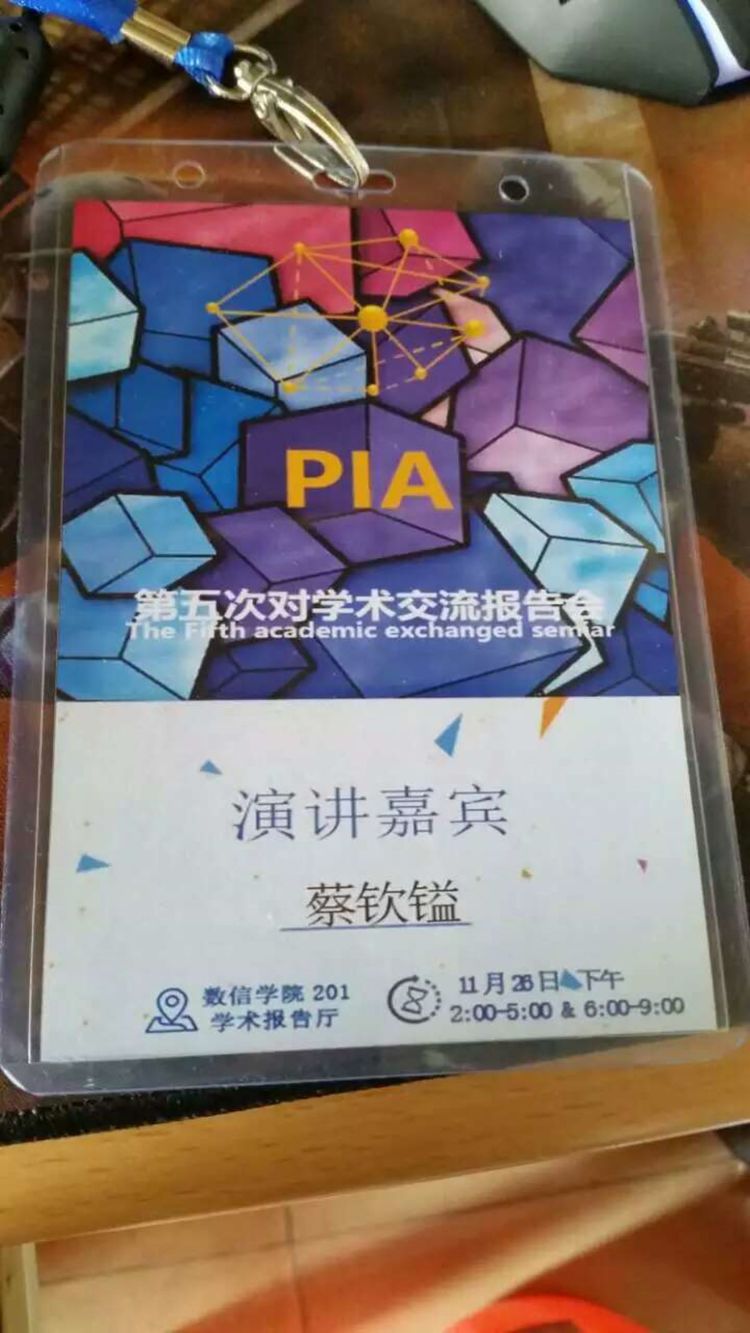 PIA
第五次对学术交流报告会
The Fifth academic exchanged semiar
演讲嘉宾
蔡钦镒
数信学院 201
学术报告厅
11月26日 下午
2:00-5:00 & 6:00-9:00